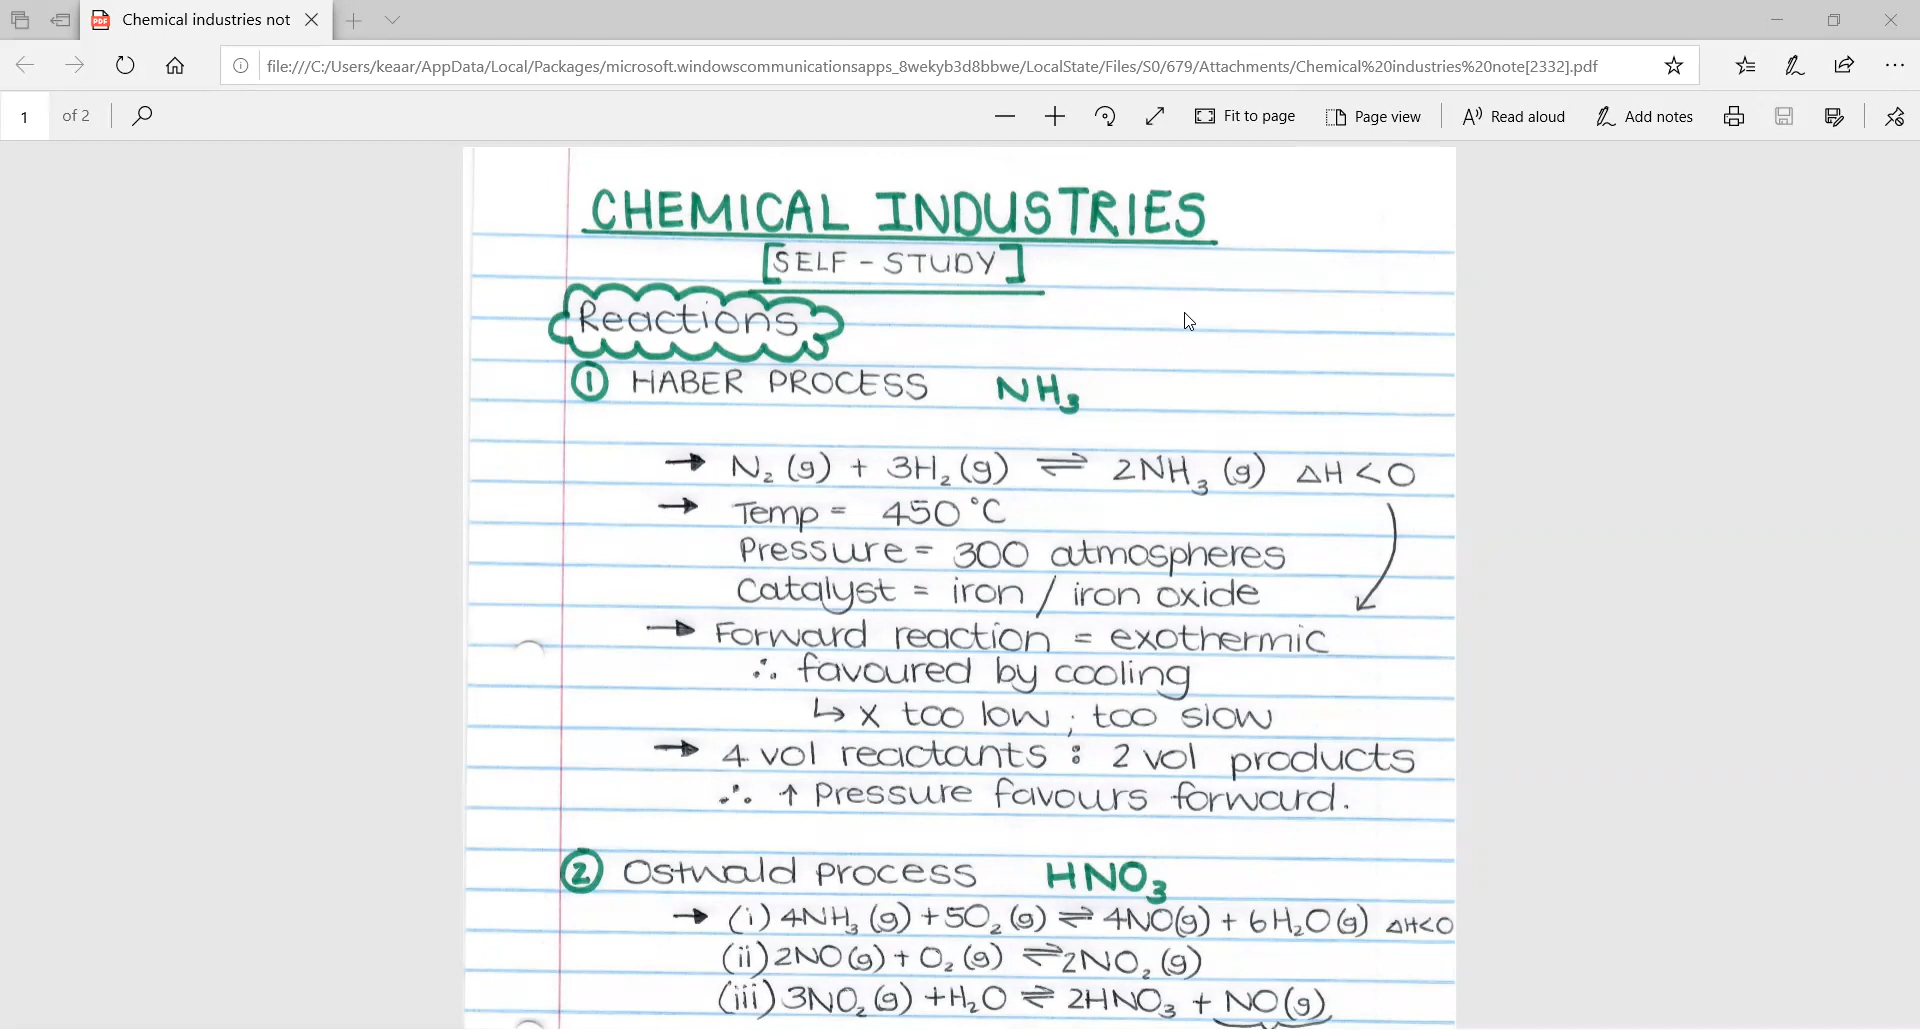 Chemical industries not
file:///C:/Users/keaar/AppData/Local/Packages/microsoft.windowscommunicationsapps_8wekyb3d8bbwe/LocalState/Files/S0/679/Attachments/Chemical%20industries%20note[2332].pdf
1 of 2 Fit to page Page view Read aloud Add notes
CHEMICAL INDUSTRIES
[SELF - STUDY]
Reactions
① HABER PROCESS NH₃
→ N₂ (g) + 3H₂ (g) ⇌ 2NH₃ (g) ΔH < O
→ Temp = 450 °C
Pressure = 300 atmospheres
Catalyst = iron / iron oxide
→ Forward reaction = exothermic
∴ favoured by cooling
↳ x too low ; too slow
→ 4 vol reactants : 2 vol products
∴ ↑ Pressure favours forward.
② Ostwald Process HNO₃
→ (i) 4NH₃ (g) + 5O₂ (g) ⇌ 4NO(g) + 6H₂O (g) ΔH<O
(ii) 2NO (g) + O₂ (g) ⇌ 2NO₂ (g)
(iii) 3NO₂ (g) + H₂O ⇌ 2HNO₃ + NO(g)